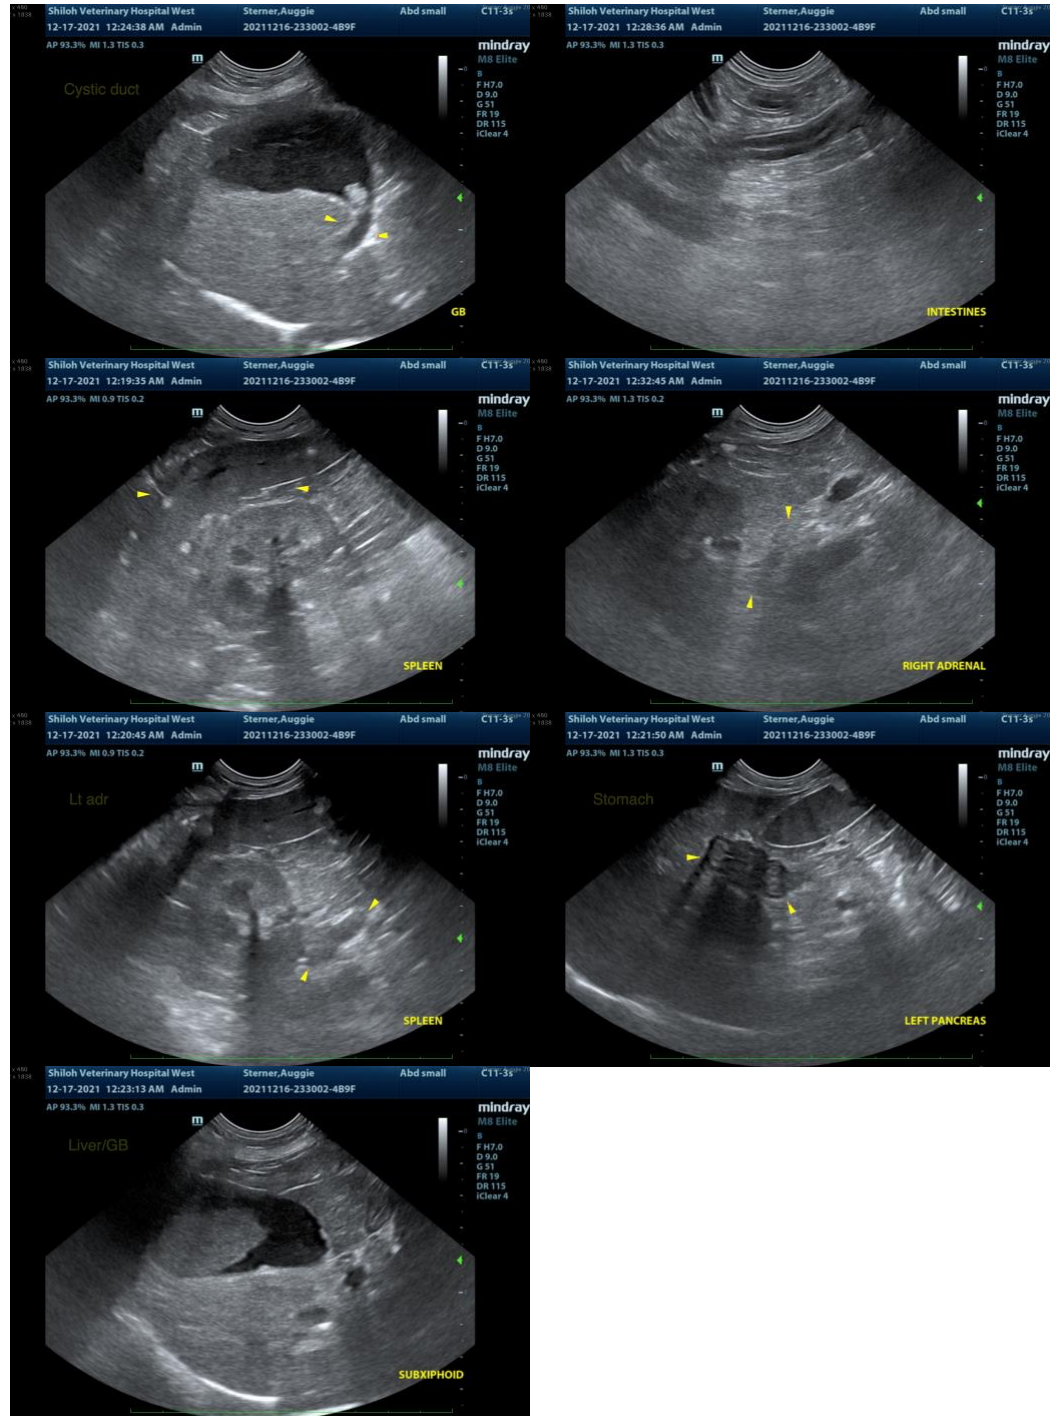 Shiloh Veterinary Hospital West Sterner,Auggie Abd small C11-3s
12-17-2021 12:24:38 AM Admin 20211216-233002-4B9F
AP 93.3% MI 1.3 TIS 0.3 mindray
m M8 Elite
Cystic duct
B
F H7.0
D 9.0
G 51
FR 19
DR 115
iClear 4
GB
Shiloh Veterinary Hospital West Sterner,Auggie Abd small C11-3s
12-17-2021 12:28:36 AM Admin 20211216-233002-4B9F
AP 93.3% MI 1.3 TIS 0.3 mindray
m M8 Elite
B
F H7.0
D 9.0
G 51
FR 19
DR 115
iClear 4
INTESTINES
Shiloh Veterinary Hospital West Sterner,Auggie Abd small C11-3s
12-17-2021 12:19:35 AM Admin 20211216-233002-4B9F
AP 93.3% MI 0.9 TIS 0.2 mindray
m M8 Elite
B
F H7.0
D 9.0
G 51
FR 19
DR 115
iClear 4
SPLEEN
Shiloh Veterinary Hospital West Sterner,Auggie Abd small C11-3s
12-17-2021 12:32:45 AM Admin 20211216-233002-4B9F
AP 93.3% MI 1.3 TIS 0.2 mindray
m M8 Elite
B
F H7.0
D 9.0
G 51
FR 19
DR 115
iClear 4
RIGHT ADRENAL
Shiloh Veterinary Hospital West Sterner,Auggie Abd small C11-3s
12-17-2021 12:20:45 AM Admin 20211216-233002-4B9F
AP 93.3% MI 0.9 TIS 0.2 mindray
m M8 Elite
Lt adr
B
F H7.0
D 9.0
G 51
FR 19
DR 115
iClear 4
SPLEEN
Shiloh Veterinary Hospital West Sterner,Auggie Abd small C11-3s
12-17-2021 12:21:50 AM Admin 20211216-233002-4B9F
AP 93.3% MI 1.3 TIS 0.3 mindray
m M8 Elite
Stomach
B
F H7.0
D 9.0
G 51
FR 19
DR 115
iClear 4
LEFT PANCREAS
Shiloh Veterinary Hospital West Sterner,Auggie Abd small C11-3s
12-17-2021 12:23:13 AM Admin 20211216-233002-4B9F
AP 93.3% MI 1.3 TIS 0.3 mindray
m M8 Elite
Liver/GB
B
F H7.0
D 9.0
G 51
FR 19
DR 115
iClear 4
SUBXIPHOID